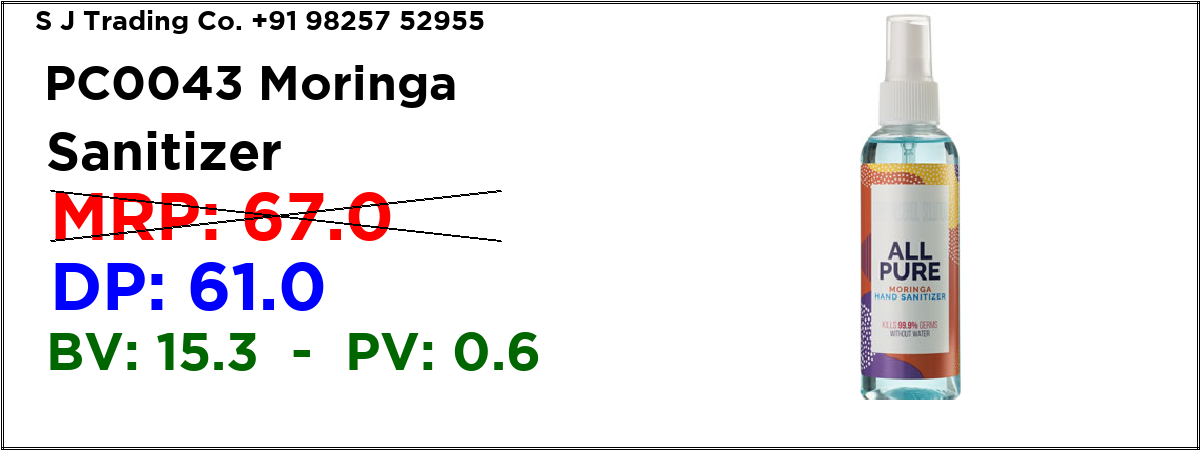 S J Trading Co. +91 98257 52955
PC0043 Moringa
Sanitizer
MRP: 67.0
DP: 61.0
BV: 15.3 - PV: 0.6
ALL
PURE
MORINGA
HAND SANITIZER
KILLS 99.9% GERMS
WITHOUT WATER